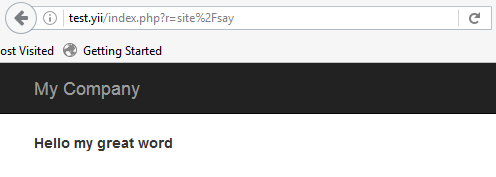 test.yii/index.php?r=site%2Fsay
ost Visited Getting Started
My Company
Hello my great word